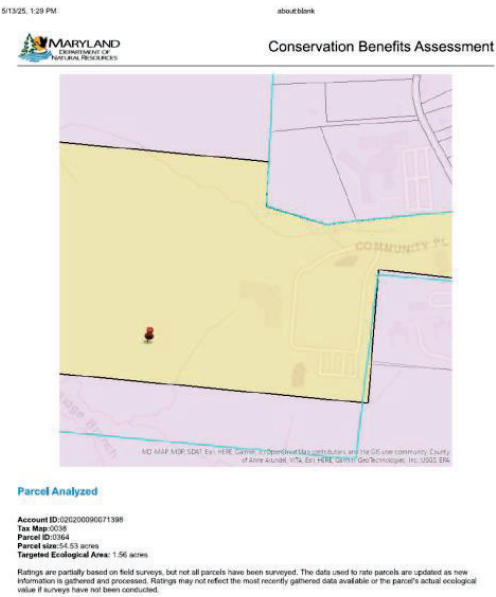 5/13/25, 1:29 PM
about:blank
MARYLAND
DEPARTMENT OF
NATURAL RESOURCES
Conservation Benefits Assessment
COMMUNITY PL
Branch
MD iMAP, MDP, SDAT, Esri, HERE, Garmin, (c) OpenStreetMap contributors, and the GIS user community, County
of Anne Arundel, VITA, Esri, HERE, Garmin, GeoTechnologies, Inc., USGS, EPA
Parcel Analyzed
Account ID:020200090071398
Tax Map:0038
Parcel ID:0364
Parcel size:54.53 acres
Targeted Ecological Area: 1.56 acres
Ratings are partially based on field surveys, but not all parcels have been surveyed. The data used to rate parcels are updated as new
information is gathered and processed. Ratings may not reflect the most recently gathered data available or the parcel's actual ecological
value if surveys have not been conducted.